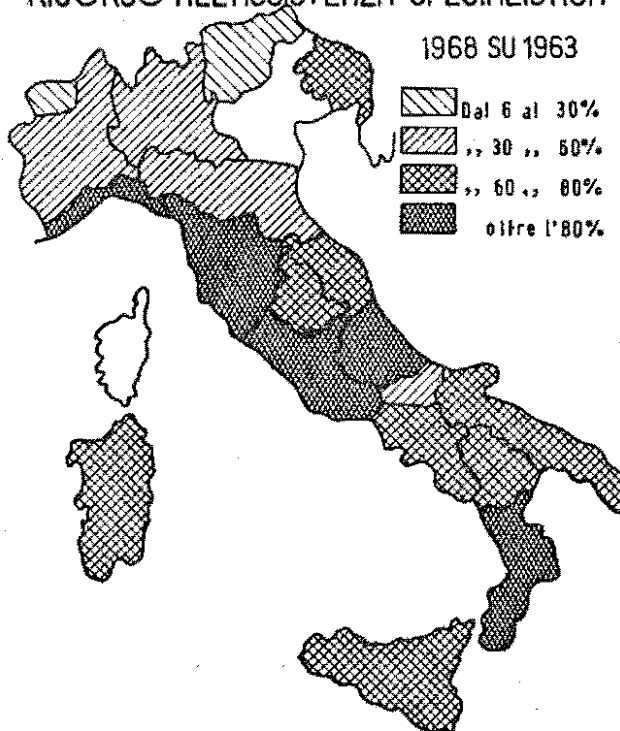 1968 SU 1963
Dal 6 al 30%
,, 30 ,, 60%
,, 60 ,, 80%
oltre l'80%